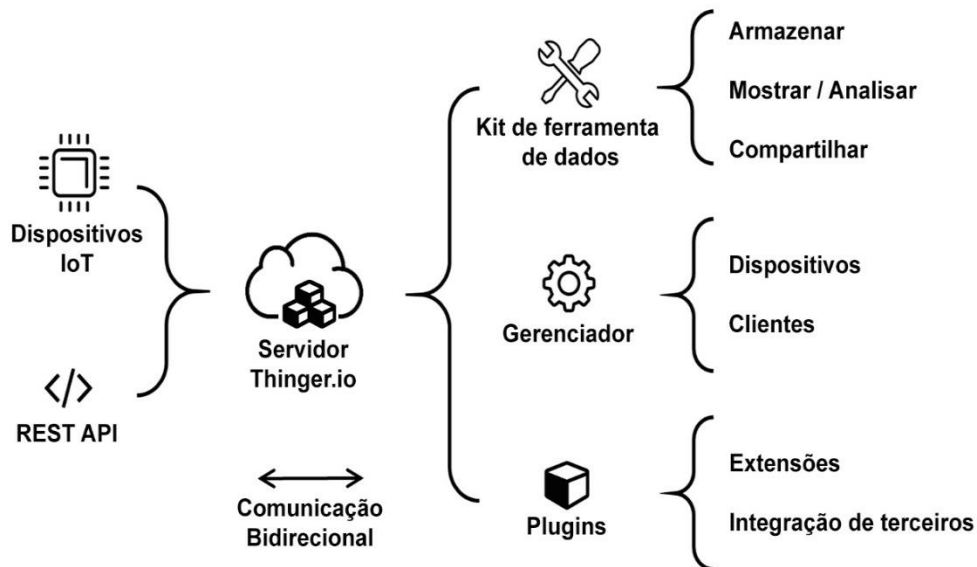 Dispositivos
IoT
</>
REST API
Servidor
Thinger.io
Comunicação
Bidirecional
Kit de ferramenta
de dados
Armazenar
Mostrar / Analisar
Compartilhar
Gerenciador
Dispositivos
Clientes
Plugins
Extensões
Integração de terceiros